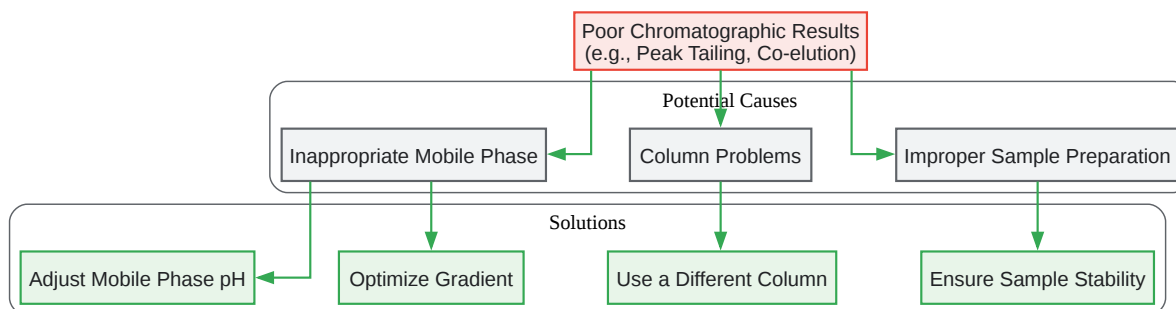 Poor Chromatographic Results
(e.g., Peak Tailing, Co-elution)
Potential Causes
Inappropriate Mobile Phase
Column Problems
Improper Sample Preparation
Solutions
Adjust Mobile Phase pH
Optimize Gradient
Use a Different Column
Ensure Sample Stability